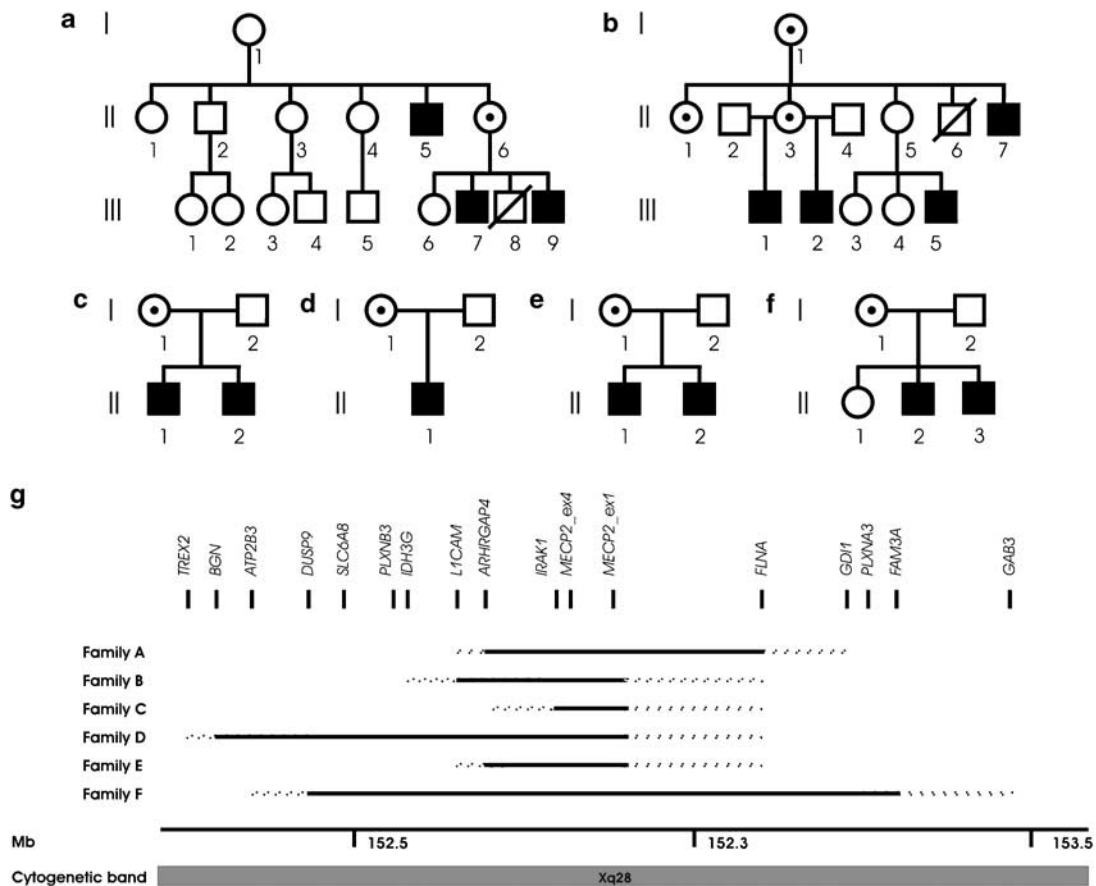 a I b I
1 1
II II
1 2 3 4 5 6 1 2 3 4 5 6 7
III III
1 2 3 4 5 6 7 8 9 1 2 3 4 5
c I d I e I f I
1 2 1 2 1 2 1 2
II II II II
1 2 1 1 2 1 2 3
g
TREX2 BGN ATP2B3 DUSP9 SLC6A8 PLXNB3 IDH3G L1CAM ARHRGAP4 IRAK1 MECP2_ex4 MECP2_ex1 FLNA GDI1 PLXNA3 FAM3A GAB3
Family A
Family B
Family C
Family D
Family E
Family F
Mb 152.5 152.3 153.5
Cytogenetic band Xq28